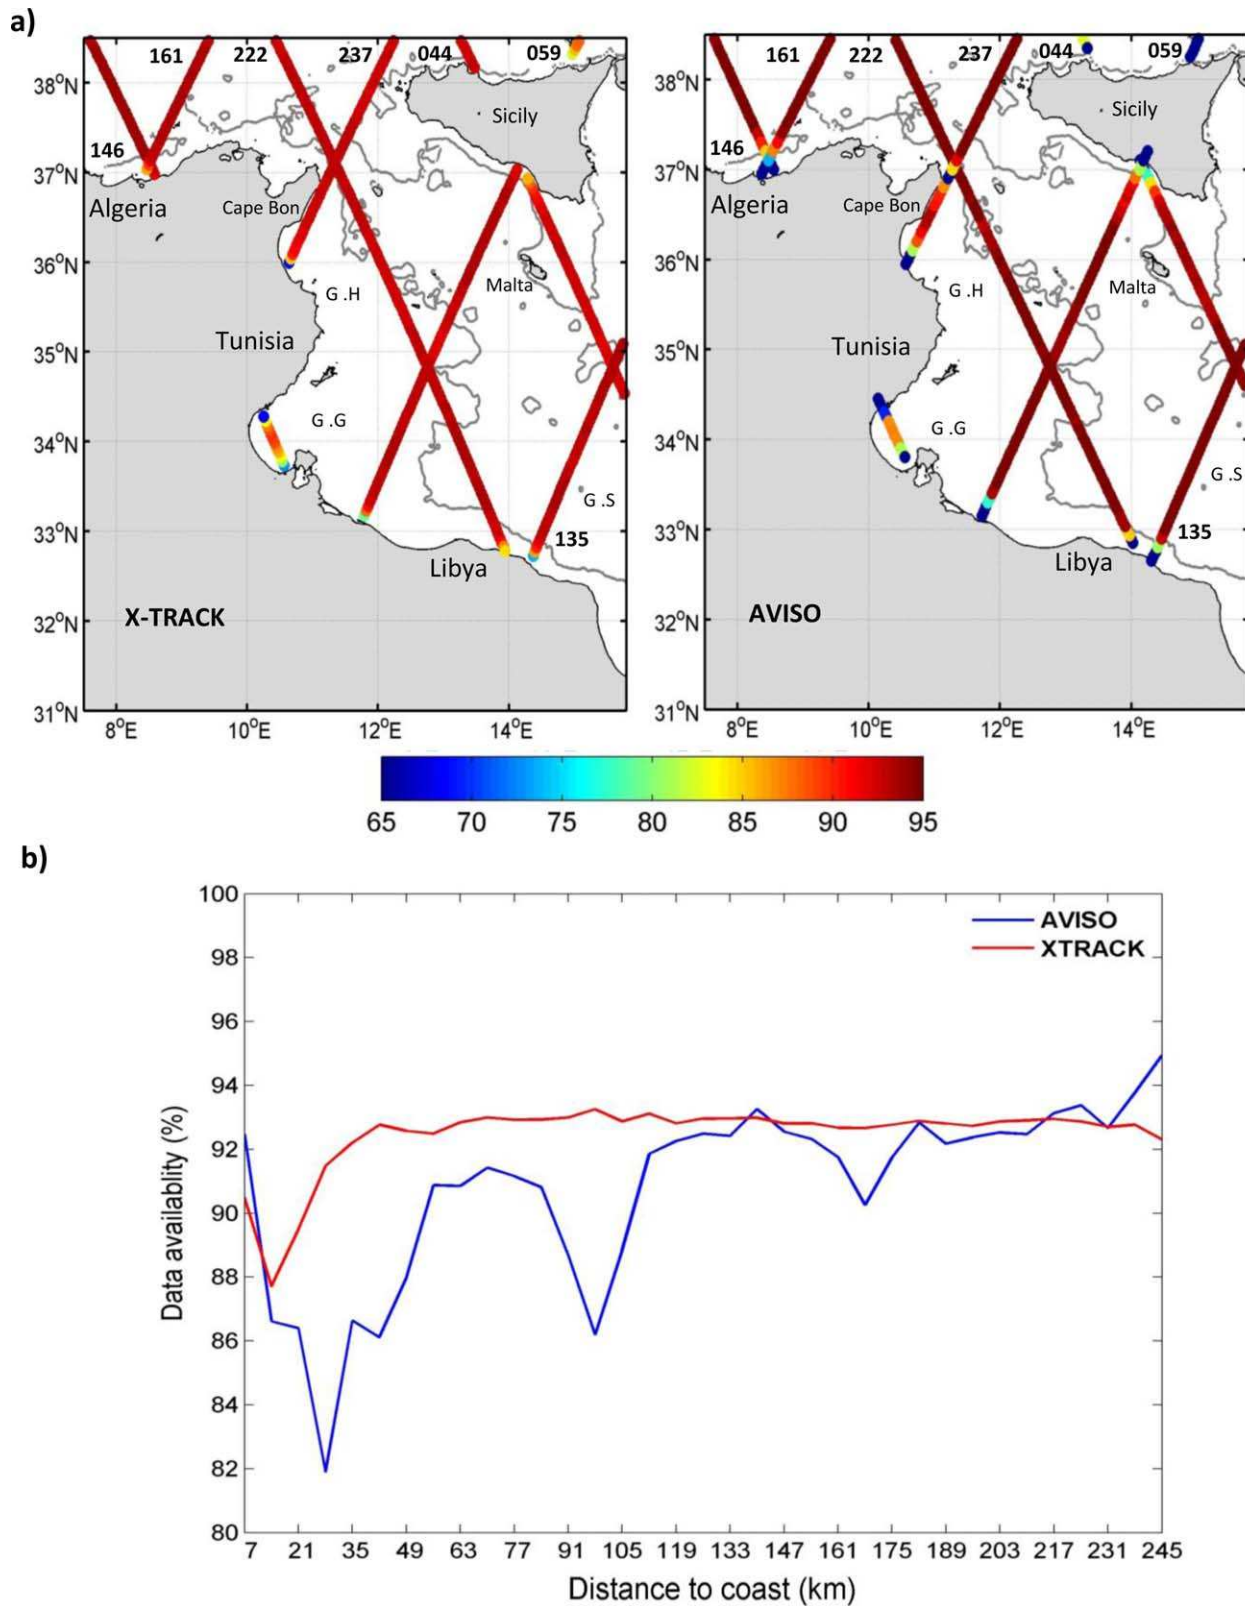 a)
161 222 237 044 059
38°N
Sicily
146
37°N
Algeria Cape Bon
36°N
G .H Malta
35°N
Tunisia
34°N
G .G
G .S
33°N
135
Libya
32°N
X-TRACK
31°N
8°E 10°E 12°E 14°E
161 222 237 044 059
38°N
Sicily
146
37°N
Algeria Cape Bon
36°N
G .H Malta
35°N
Tunisia
34°N
G .G
G .S
33°N
135
Libya
32°N
AVISO
31°N
8°E 10°E 12°E 14°E
65 70 75 80 85 90 95
b)
100
98
96
94
92
90
88
86
84
82
80
Data availablity (%)
AVISO
XTRACK
7 21 35 49 63 77 91 105 119 133 147 161 175 189 203 217 231 245
Distance to coast (km)